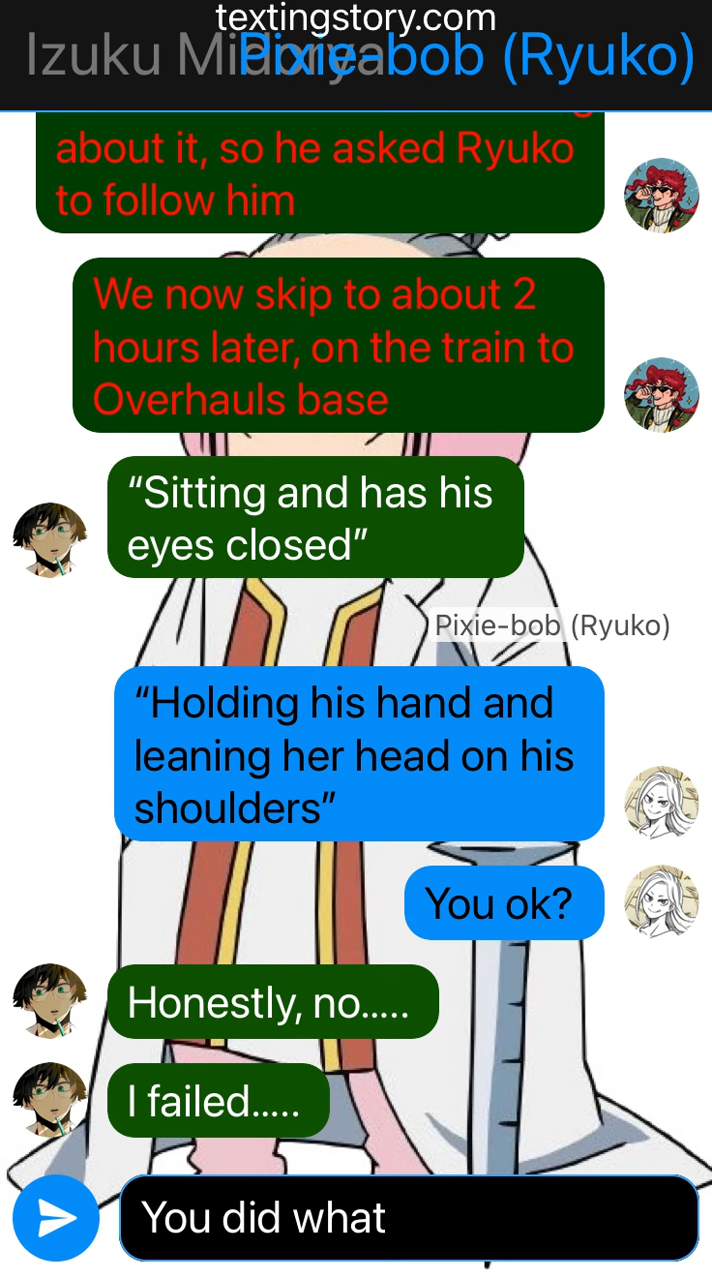 textingstory.com
Izuku Midoriya
Pixie-bob (Ryuko)
about it, so he asked Ryuko
to follow him
We now skip to about 2
hours later, on the train to
Overhauls base
“Sitting and has his
eyes closed”
Pixie-bob (Ryuko)
“Holding his hand and
leaning her head on his
shoulders”
You ok?
Honestly, no.....
I failed.....
You did what